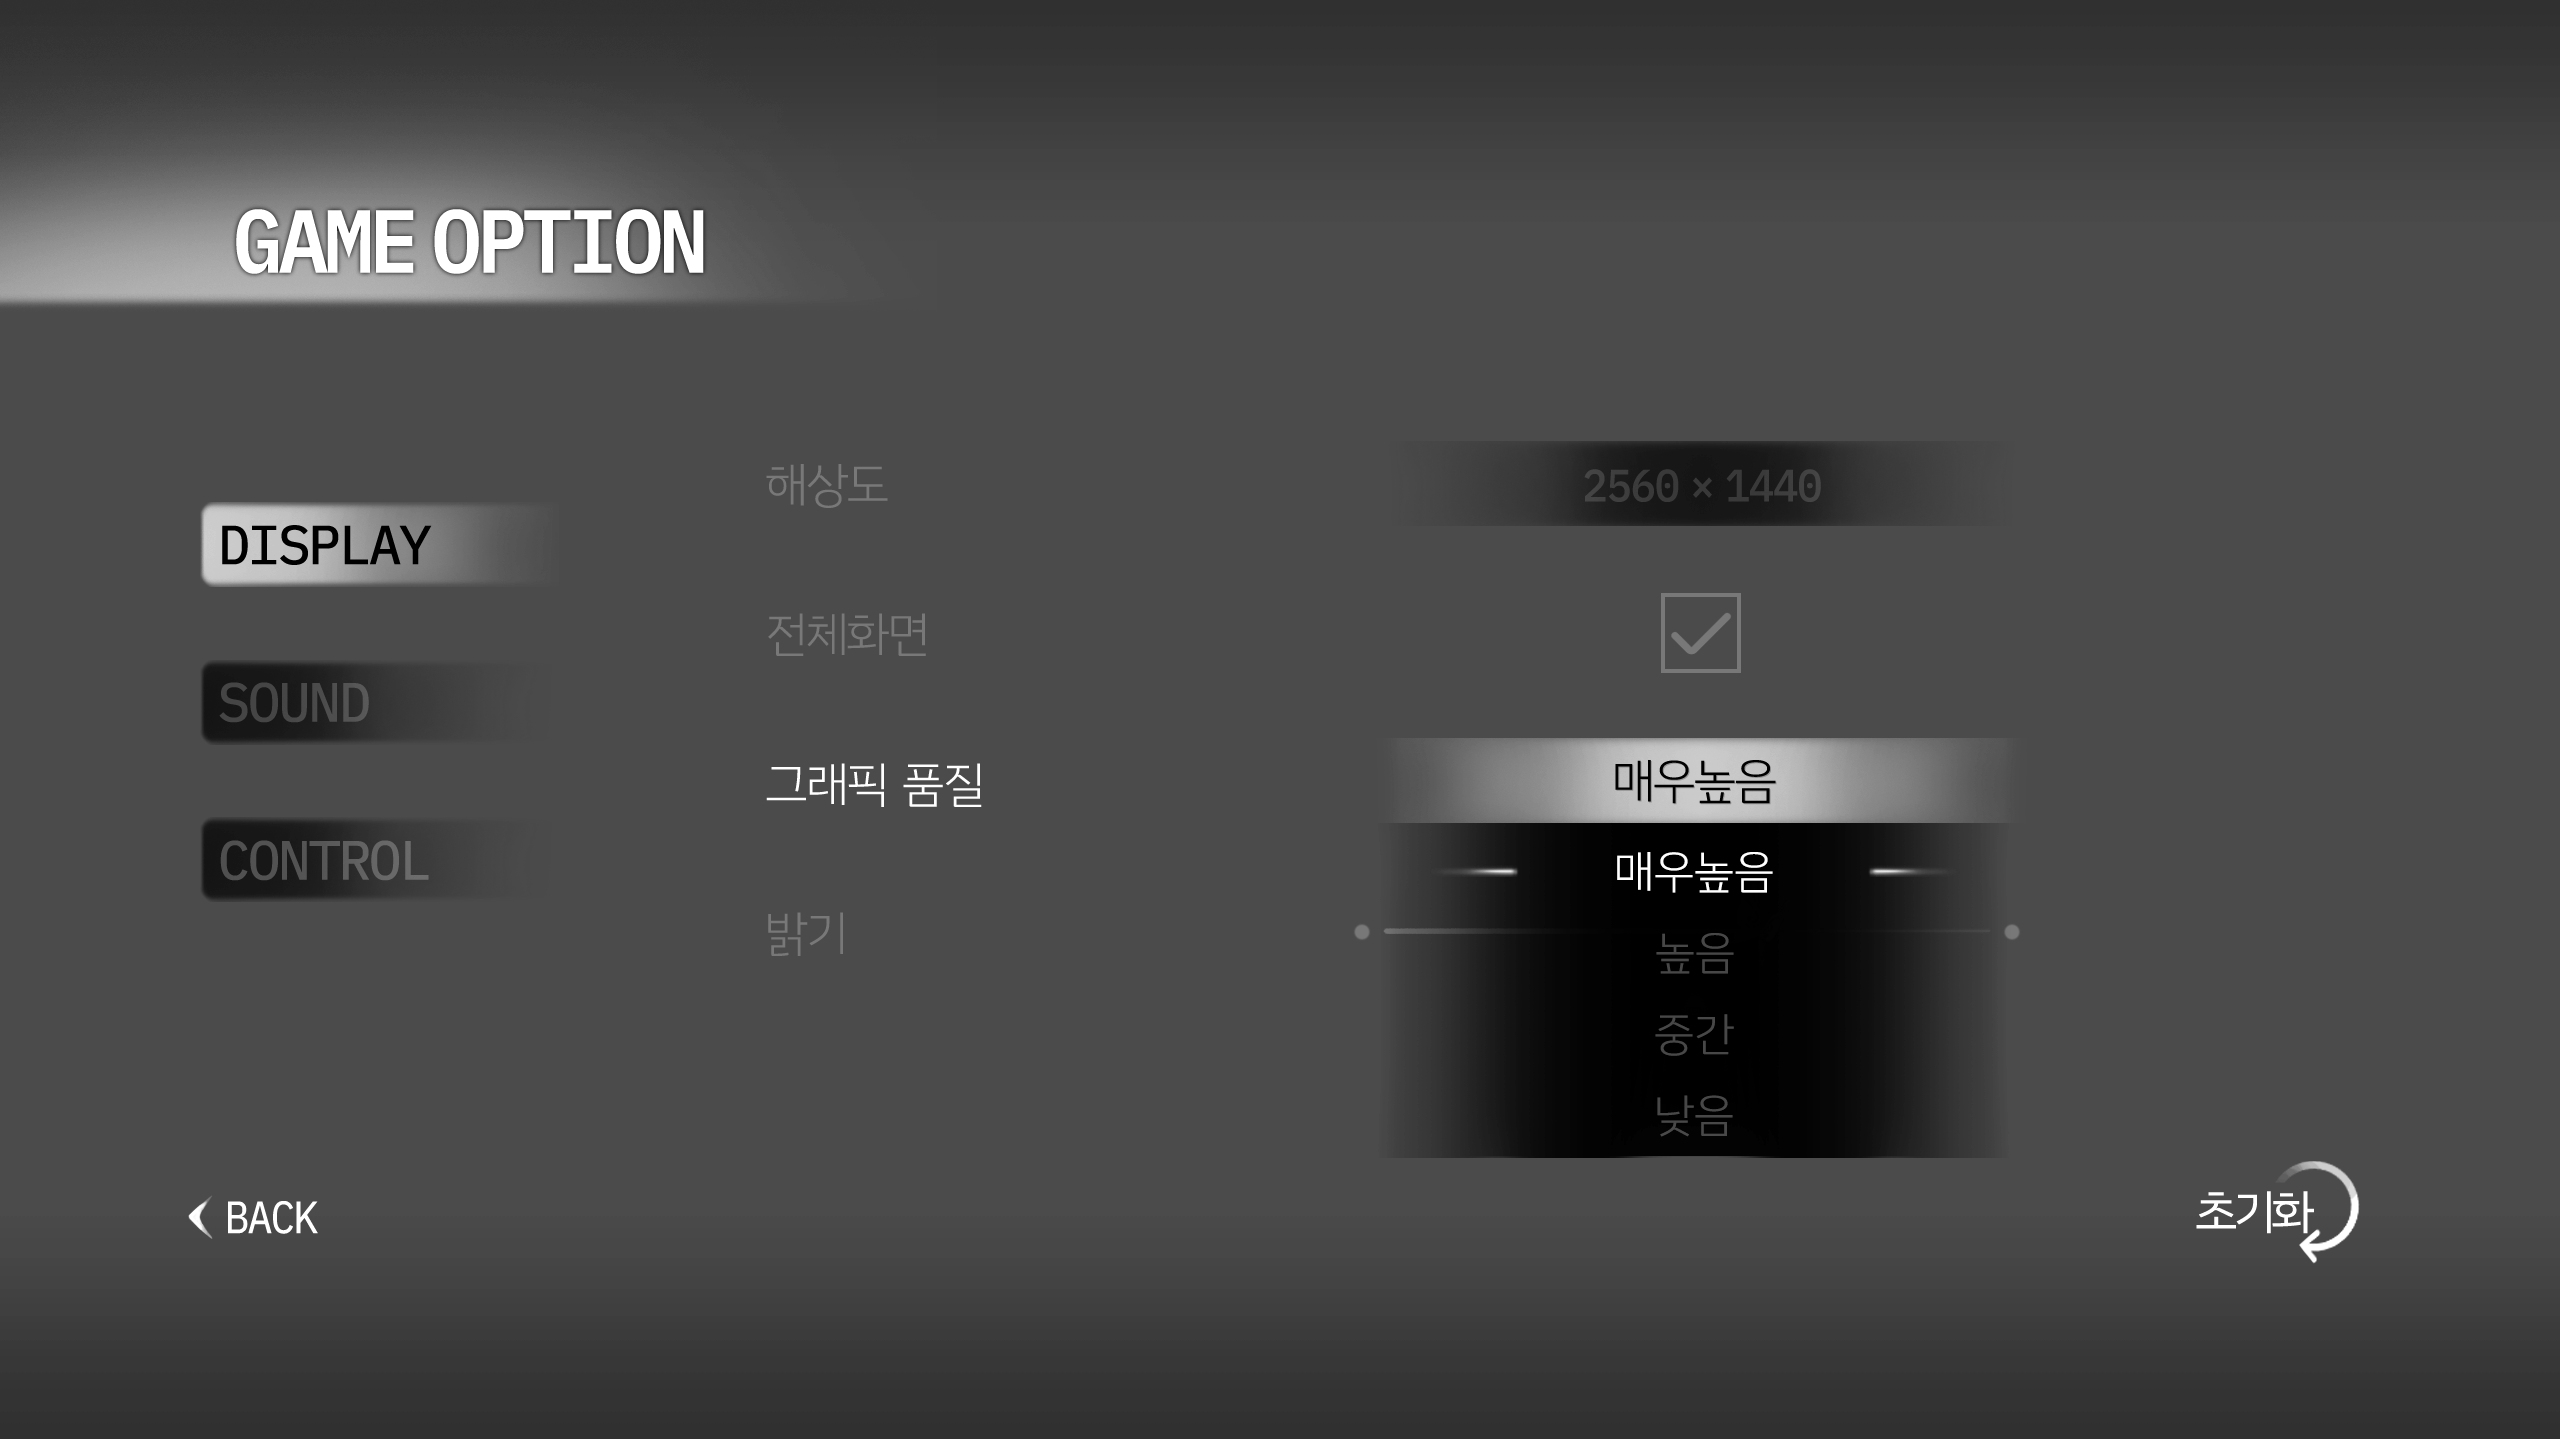 GAME OPTION
DISPLAY
SOUND
CONTROL
해상도
2560 × 1440
전체화면
그래픽 품질
매우높음
매우높음
높음
중간
낮음
밝기
BACK
초기화